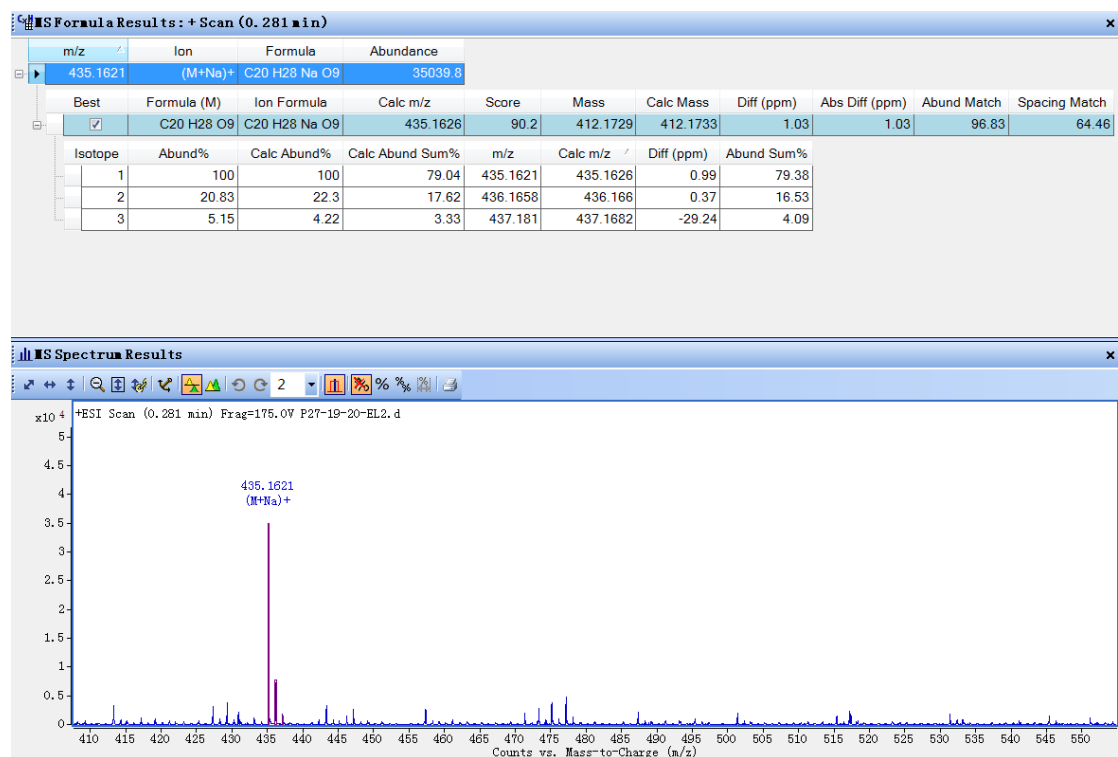 MS Formula Results: + Scan (0.281 min)
m/z Ion Formula Abundance
435.1621 (M+Na)+ C20 H28 Na O9 35039.8
Best Formula (M) Ion Formula Calc m/z Score Mass Calc Mass Diff (ppm) Abs Diff (ppm) Abund Match Spacing Match
C20 H28 O9 C20 H28 Na O9 435.1626 90.2 412.1729 412.1733 1.03 1.03 96.83 64.46
Isotope Abund% Calc Abund% Calc Abund Sum% m/z Calc m/z Diff (ppm) Abund Sum%
1 100 100 79.04 435.1621 435.1626 0.99 79.38
2 20.83 22.3 17.62 436.1658 436.166 0.37 16.53
3 5.15 4.22 3.33 437.181 437.1682 -29.24 4.09
MS Spectrum Results
2 % %
x10 4 +ESI Scan (0.281 min) Frag=175.0V P27-19-20-EL2.d
5
4.5
435.1621
4 (M+Na)+
3.5
3
2.5
2
1.5
1
0.5
0
410 415 420 425 430 435 440 445 450 455 460 465 470 475 480 485 490 495 500 505 510 515 520 525 530 535 540 545 550
Counts vs. Mass-to-Charge (m/z)